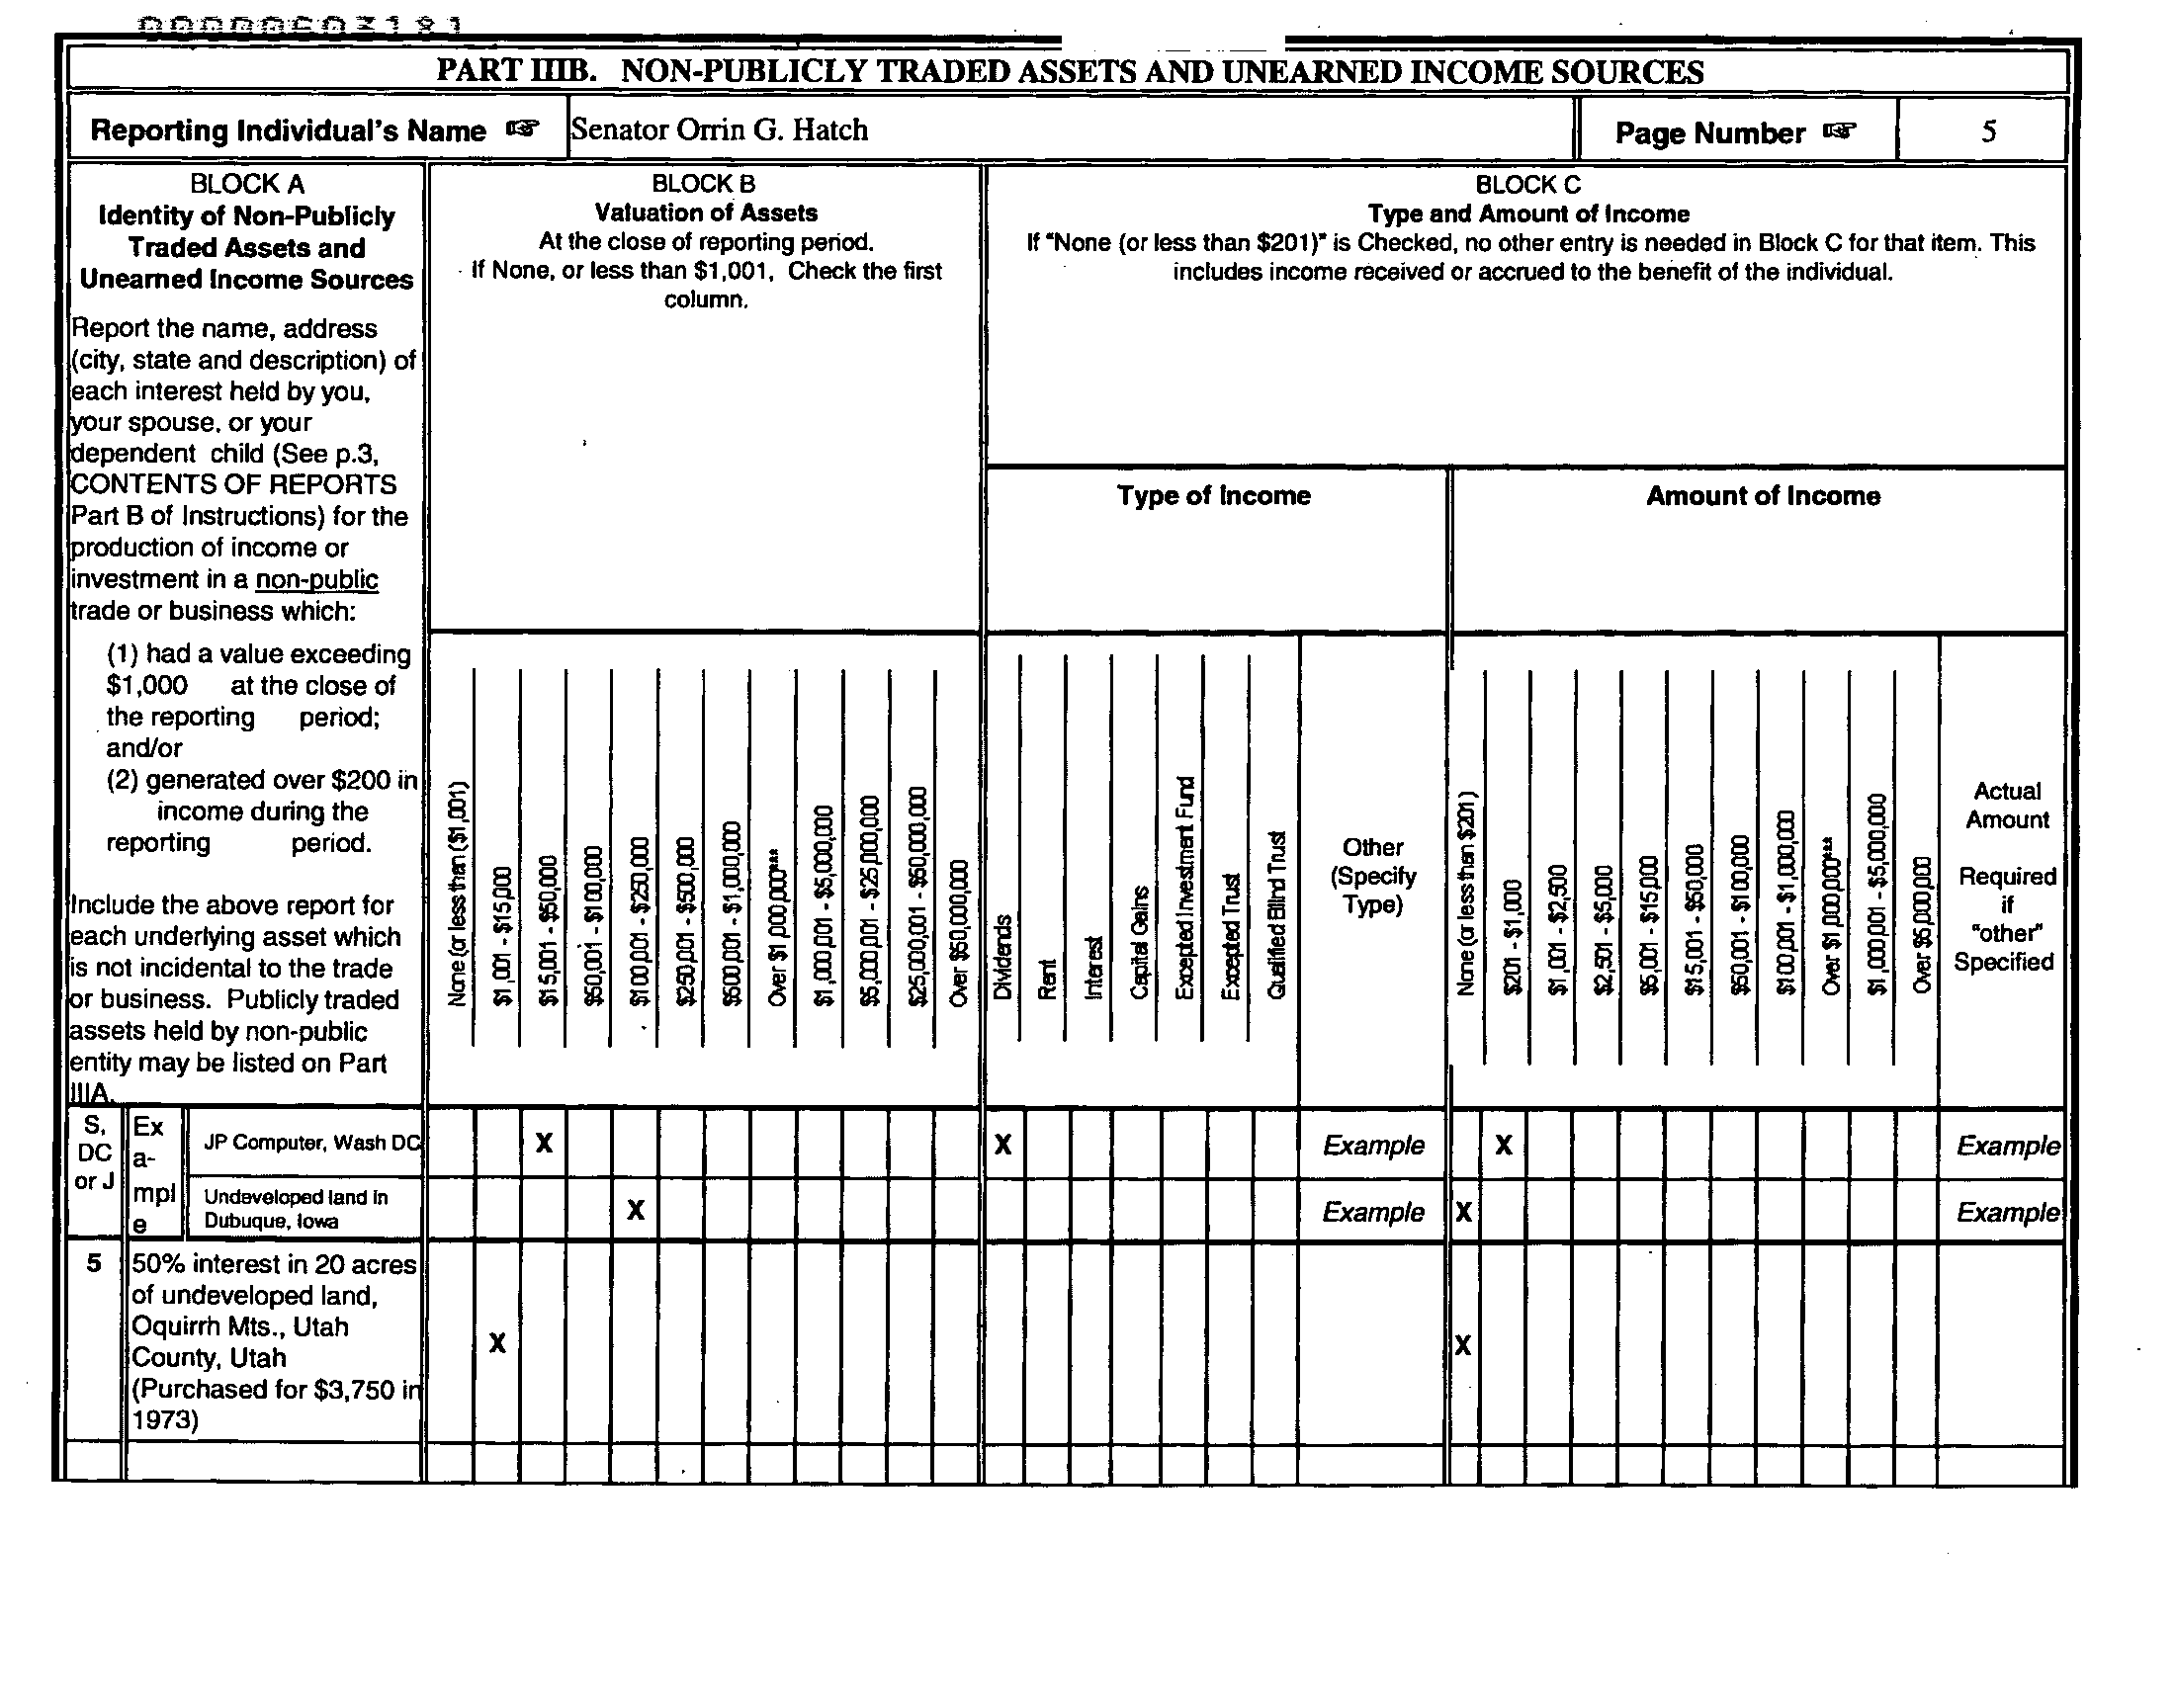 00000503181
PART IIIB. NON-PUBLICLY TRADED ASSETS AND UNEARNED INCOME SOURCES
Reporting Individual's Name ☞ Senator Orrin G. Hatch Page Number ☞ 5
BLOCK A
Identity of Non-Publicly
Traded Assets and
Unearned Income Sources
Report the name, address
(city, state and description) of
each interest held by you,
your spouse, or your
dependent child (See p.3,
CONTENTS OF REPORTS
Part B of Instructions) for the
production of income or
investment in a non-public
trade or business which:
(1) had a value exceeding
$1,000 at the close of
the reporting period;
and/or
(2) generated over $200 in
income during the
reporting period.
Include the above report for
each underlying asset which
is not incidental to the trade
or business. Publicly traded
assets held by non-public
entity may be listed on Part
IIIA.
BLOCK B
Valuation of Assets
At the close of reporting period.
If None, or less than $1,001, Check the first
column.
None (or less than ($1,001)
$1,001 - $15,000
$15,001 - $50,000
$50,001 - $100,000
$100,001 - $250,000
$250,001 - $500,000
$500,001 - $1,000,000
Over $1,000,000***
$1,000,001 - $5,000,000
$5,000,001 - $25,000,000
$25,000,001 - $50,000,000
Over $50,000,000
BLOCK C
Type and Amount of Income
If "None (or less than $201)" is Checked, no other entry is needed in Block C for that item. This
includes income received or accrued to the benefit of the individual.
Type of Income
Dividends
Rent
Interest
Capital Gains
Excepted Investment Fund
Excepted Trust
Qualified Blind Trust
Other
(Specify
Type)
Amount of Income
None (or less than $201)
$201 - $1,000
$1,001 - $2,500
$2,501 - $5,000
$5,001 - $15,000
$15,001 - $50,000
$50,001 - $100,000
$100,001 - $1,000,000
Over $1,000,000***
$1,000,001 - $5,000,000
Over $5,000,000
Actual
Amount
Required
if
"other"
Specified
S,
DC
or J
Ex
a-
mpl
e
JP Computer, Wash DC X X Example X Example
Undeveloped land in
Dubuque, Iowa
X Example X Example
5 50% interest in 20 acres
of undeveloped land,
Oquirrh Mts., Utah
County, Utah
(Purchased for $3,750 in
1973)
X X